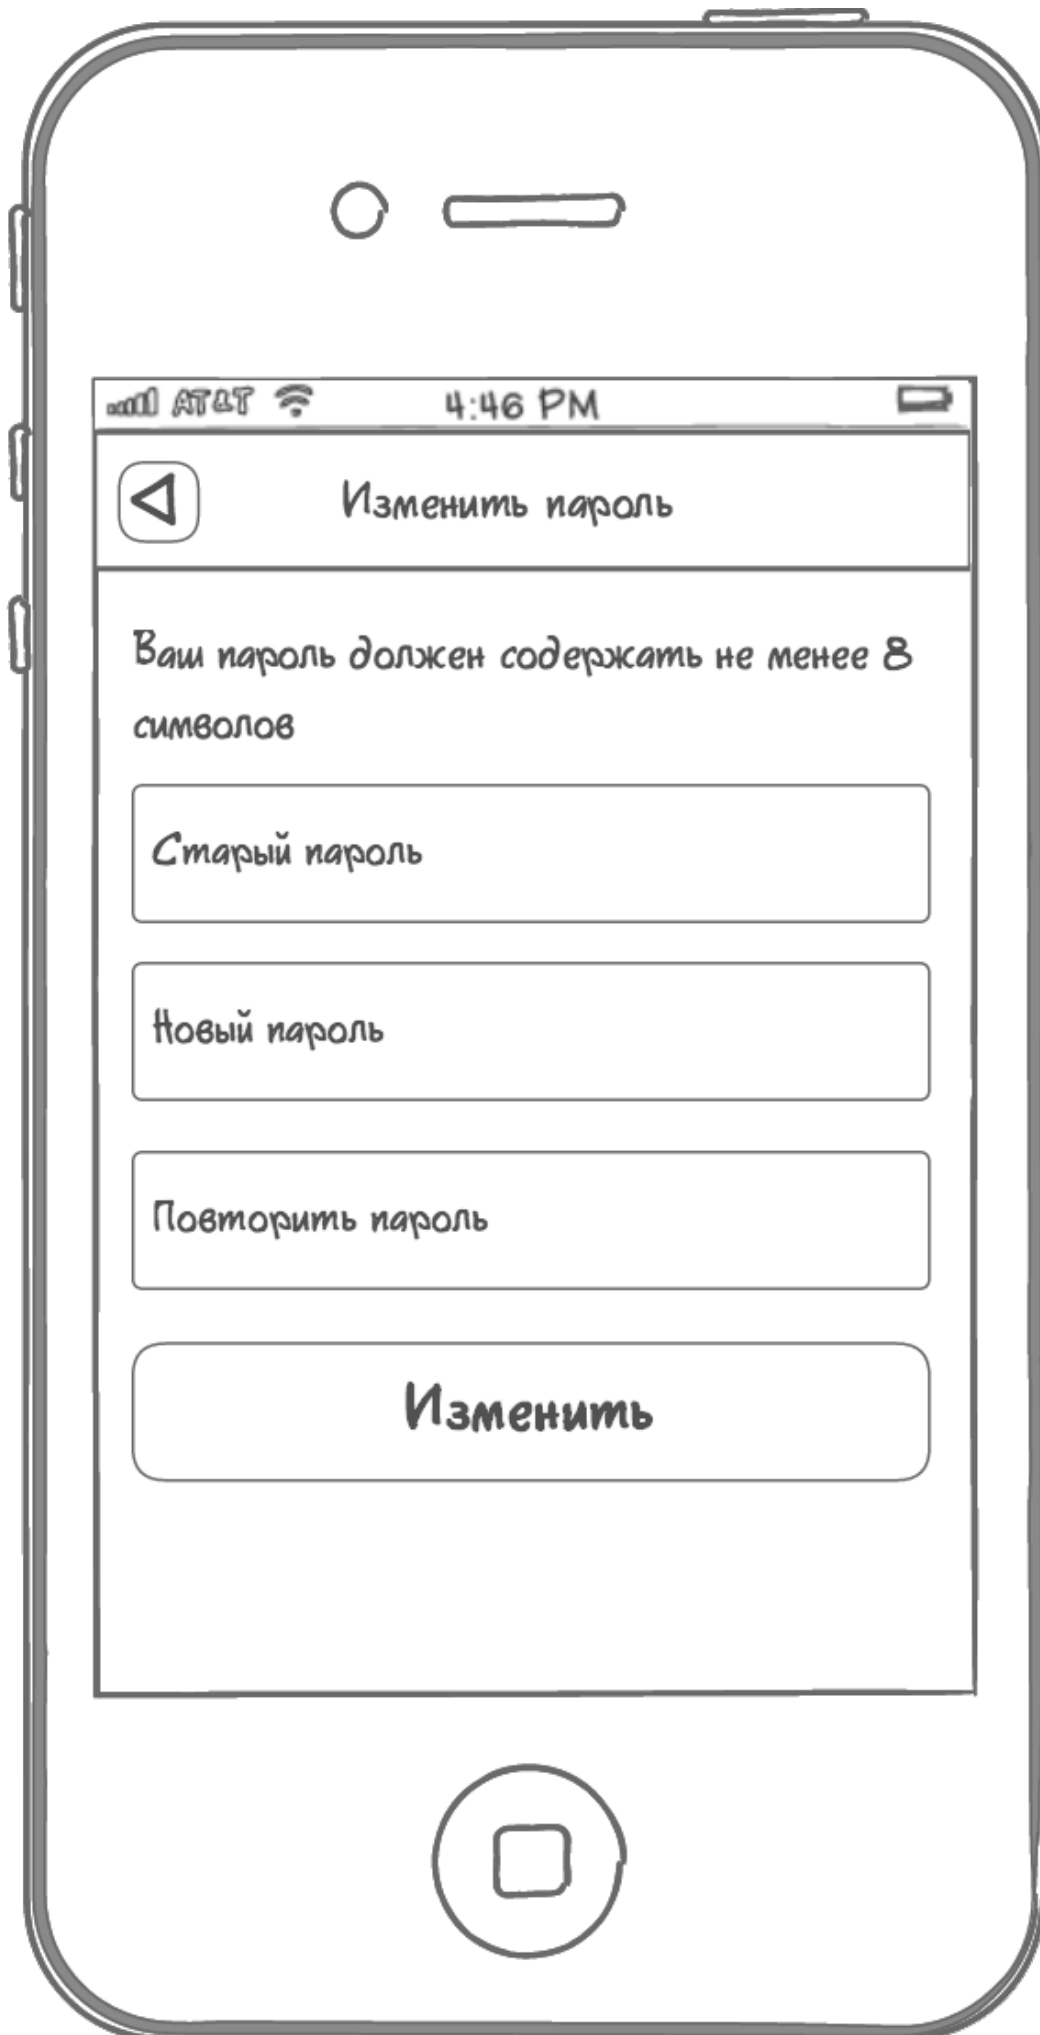 AT&T 4:46 PM
Изменить пароль
Ваш пароль должен содержать не менее 8
символов
Старый пароль
Новый пароль
Повторить пароль
Изменить